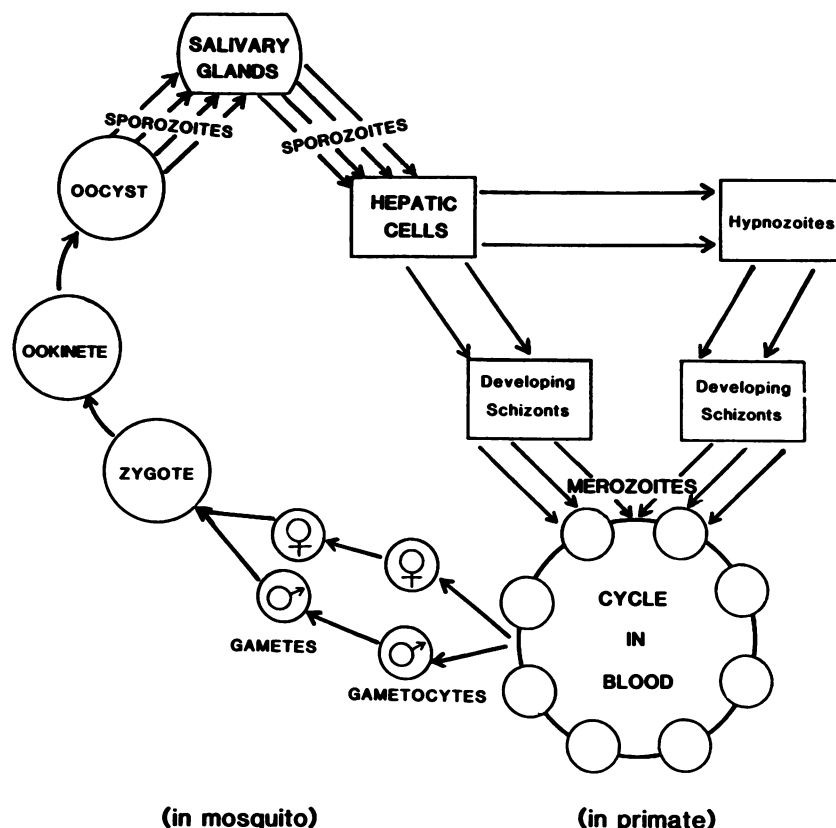 SALIVARY
GLANDS
SPOROZOITES
SPOROZOITES
OOCYST
HEPATIC
CELLS
Hypnozoites
OOKINETE
Developing
Schizonts
Developing
Schizonts
ZYGOTE
MEROZOITES
CYCLE
IN
BLOOD
GAMETES
GAMETOCYTES
(in mosquito)
(in primate)